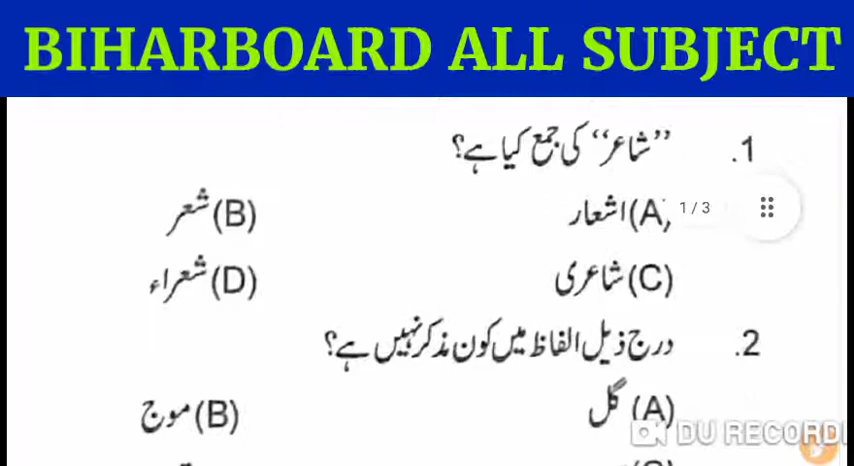 BIHARBOARD ALL SUBJECT
1. ”شاعر“ کی جمع کیا ہے؟
(A) اشعار (B) شعر
1 / 3
(C) شاعری (D) شعراء
2. درج ذیل الفاظ میں کون مذکر نہیں ہے؟
(A) گل (B) موج
DU RECORD